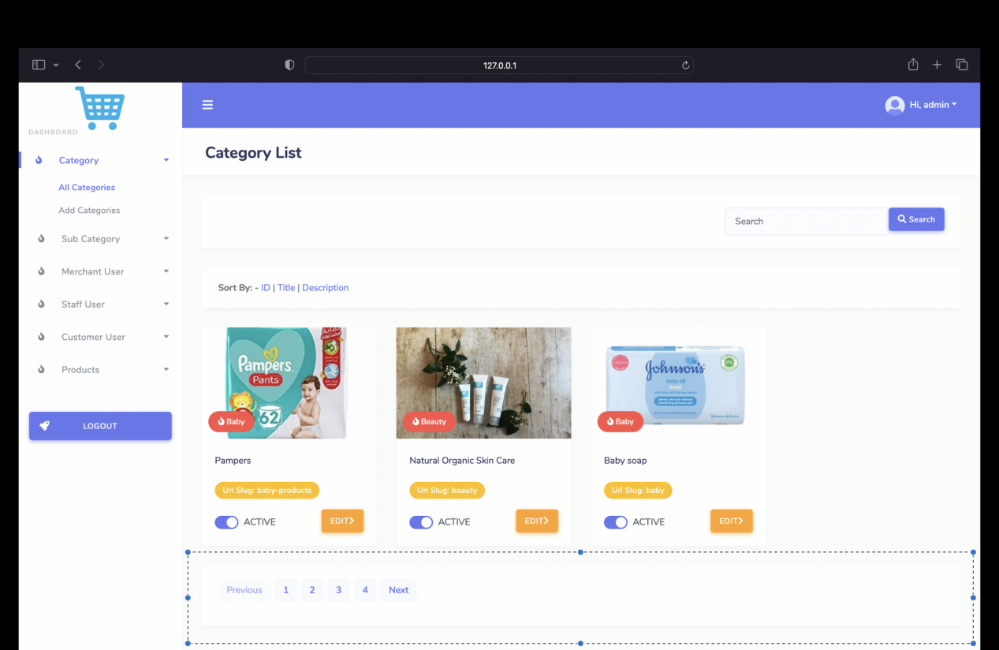 127.0.0.1
Hi, admin
DASHBOARD
Category
Category List
All Categories
Add Categories
Search
Search
Sub Category
Merchant User
Sort By: - ID | Title | Description
Staff User
Customer User
Products
LOGOUT
Pampers
Pants
62
Baby
Beauty
Johnson's
baby oil
soap
0%
Baby
Pampers
Natural Organic Skin Care
Baby soap
Url Slug: baby-products
Url Slug: beauty
Url Slug: baby
ACTIVE
EDIT
ACTIVE
EDIT
ACTIVE
EDIT
Previous 1 2 3 4 Next